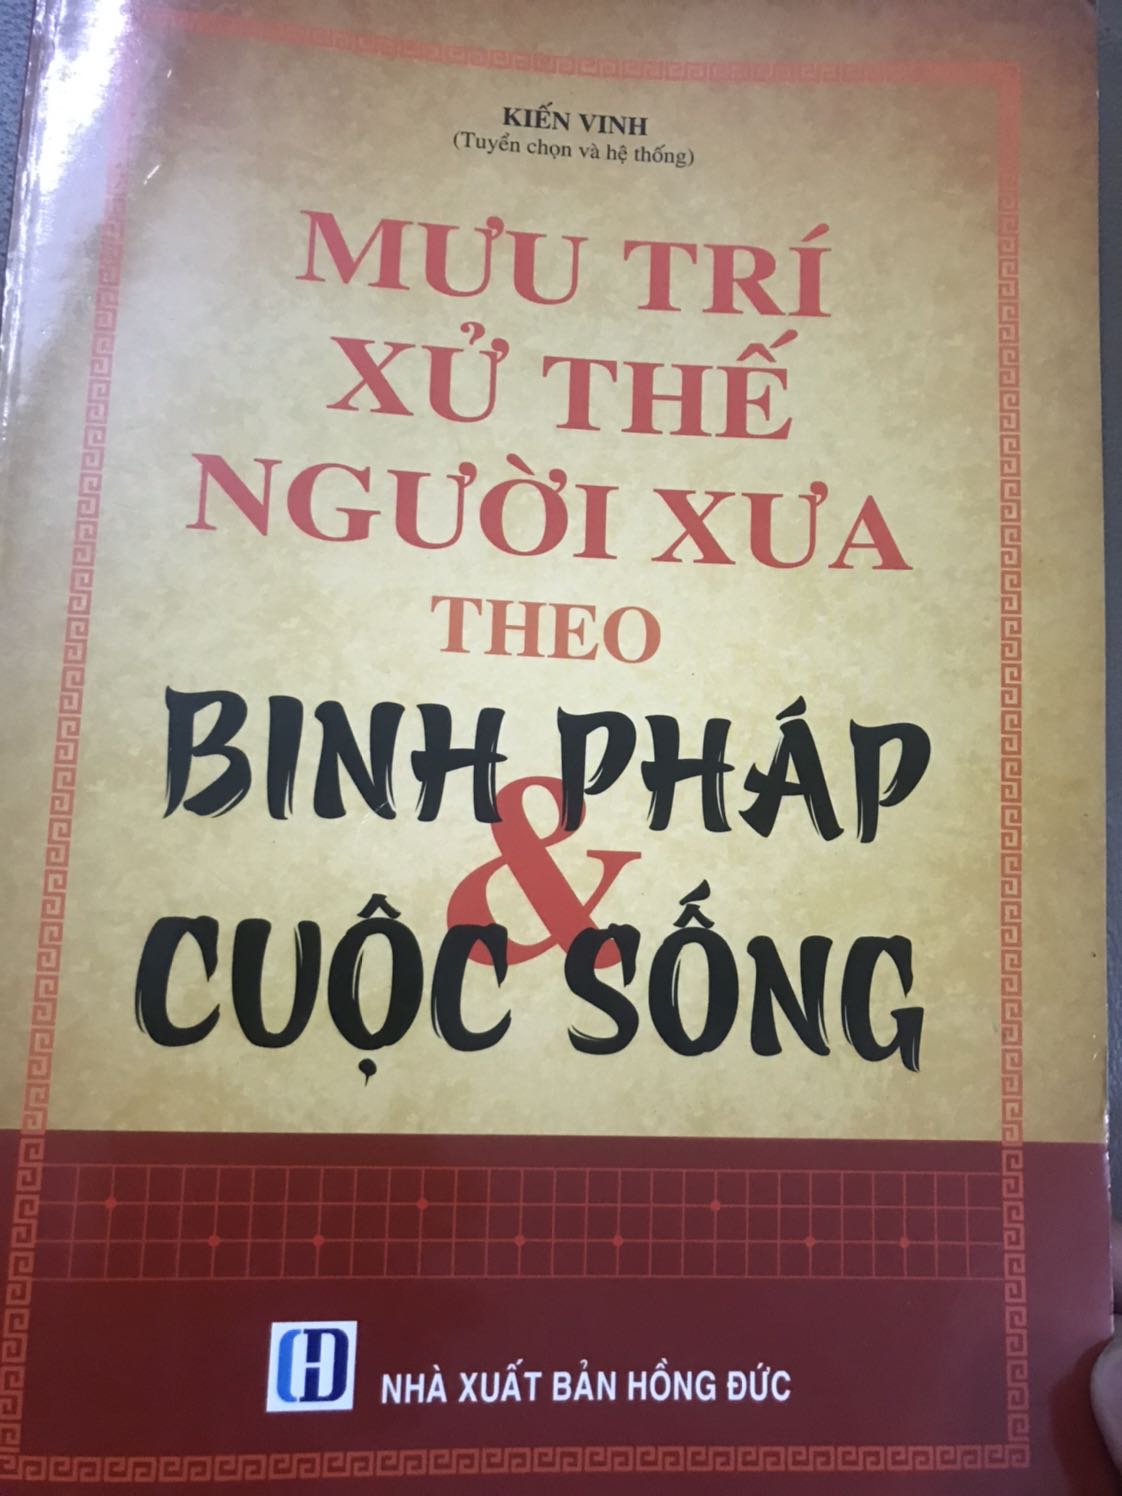 KIẾN VINH
(Tuyển chọn và hệ thống)
MƯU TRÍ
XỬ THẾ
NGƯỜI XƯA
THEO
BINH PHÁP
&
CUỘC SỐNG
HD NHÀ XUẤT BẢN HỒNG ĐỨC